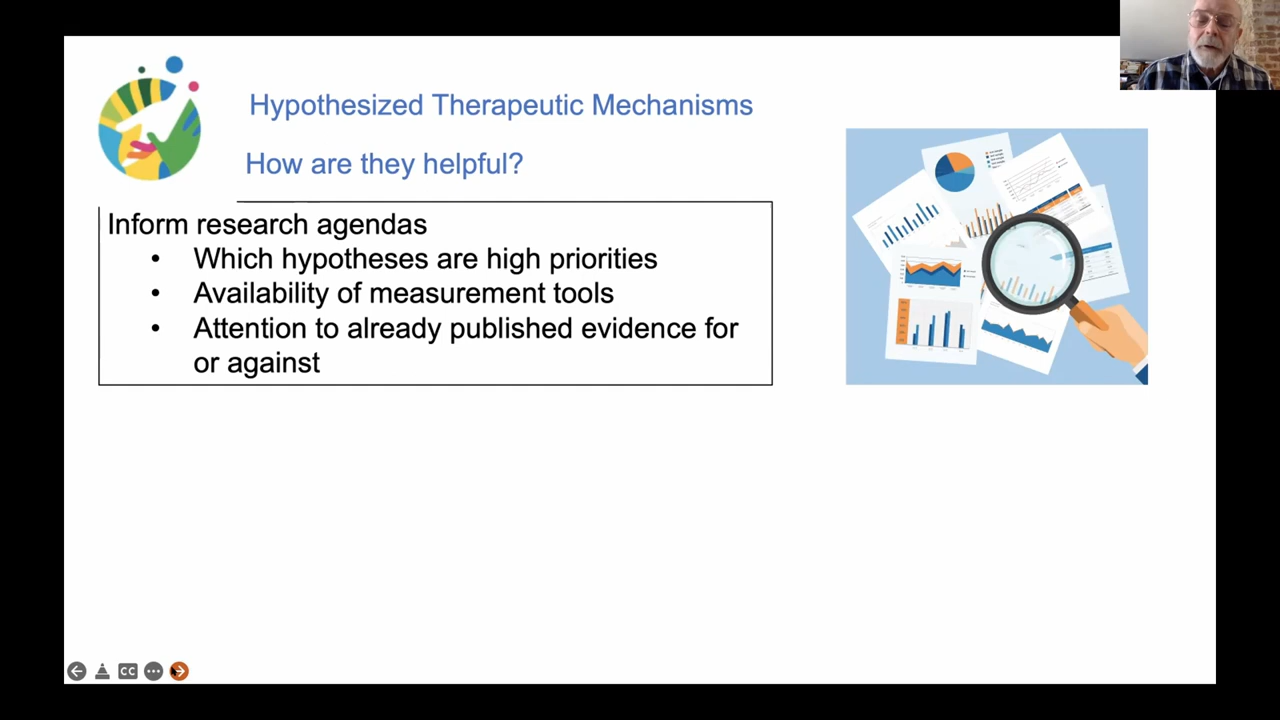 Hypothesized Therapeutic Mechanisms
How are they helpful?
Inform research agendas
• Which hypotheses are high priorities
• Availability of measurement tools
• Attention to already published evidence for
or against
CC